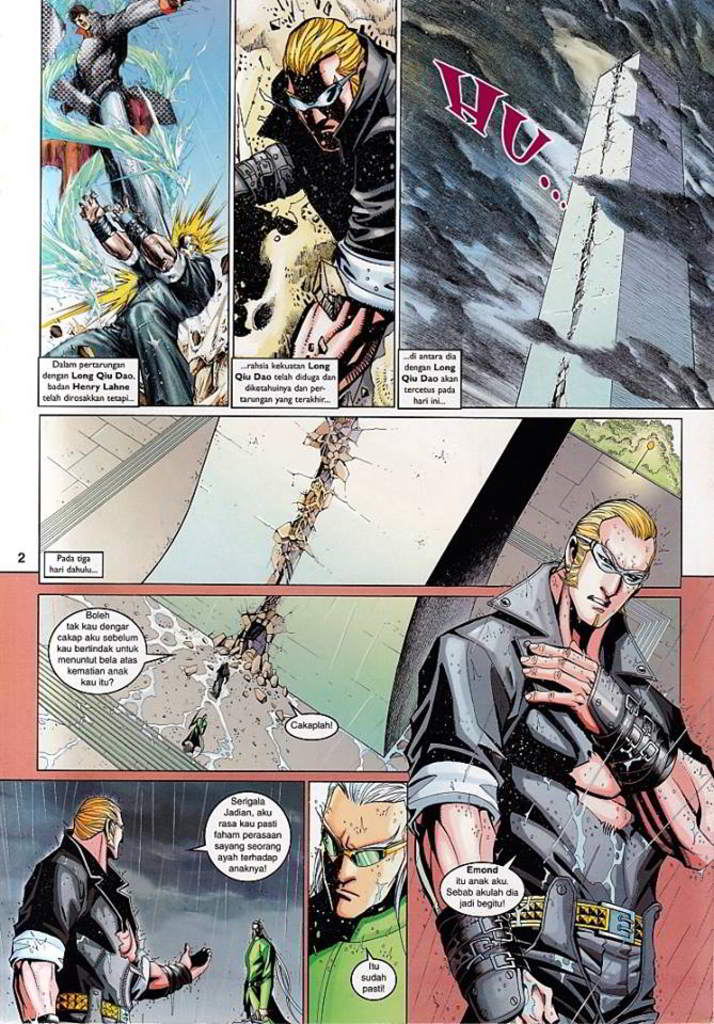 Dalam pertarungan
dengan Long Qiu Dao,
badan Henry Lahne
telah dirosakkan tetapi...
...rahsia kekuatan Long
Qiu Dao telah diduga dan
diketahuinya dan per-
tarungan yang terakhir...
HU...
...di antara dia
dengan Long
Qiu Dao akan
tercetus pada
hari ini...
2
Pada tiga
hari dahulu...
Boleh
tak kau dengar
cakap aku sebelum
kau bertindak untuk
menuntut bela atas
kematian anak
kau itu?
Cakaplah!
Serigala
Jadian, aku
rasa kau pasti
faham perasaan
sayang seorang
ayah terhadap
anaknya!
Itu
sudah
pasti!
Emond
itu anak aku.
Sebab akulah dia
jadi begitu!